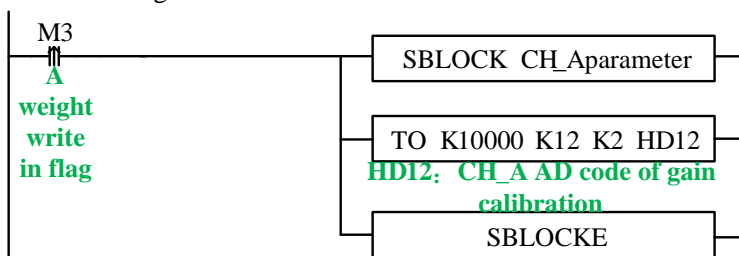 M3
A
weight
write
in flag
SBLOCK CH_Aparameter
TO K10000 K12 K2 HD12
HD12：CH_A AD code of gain
calibration
SBLOCKE